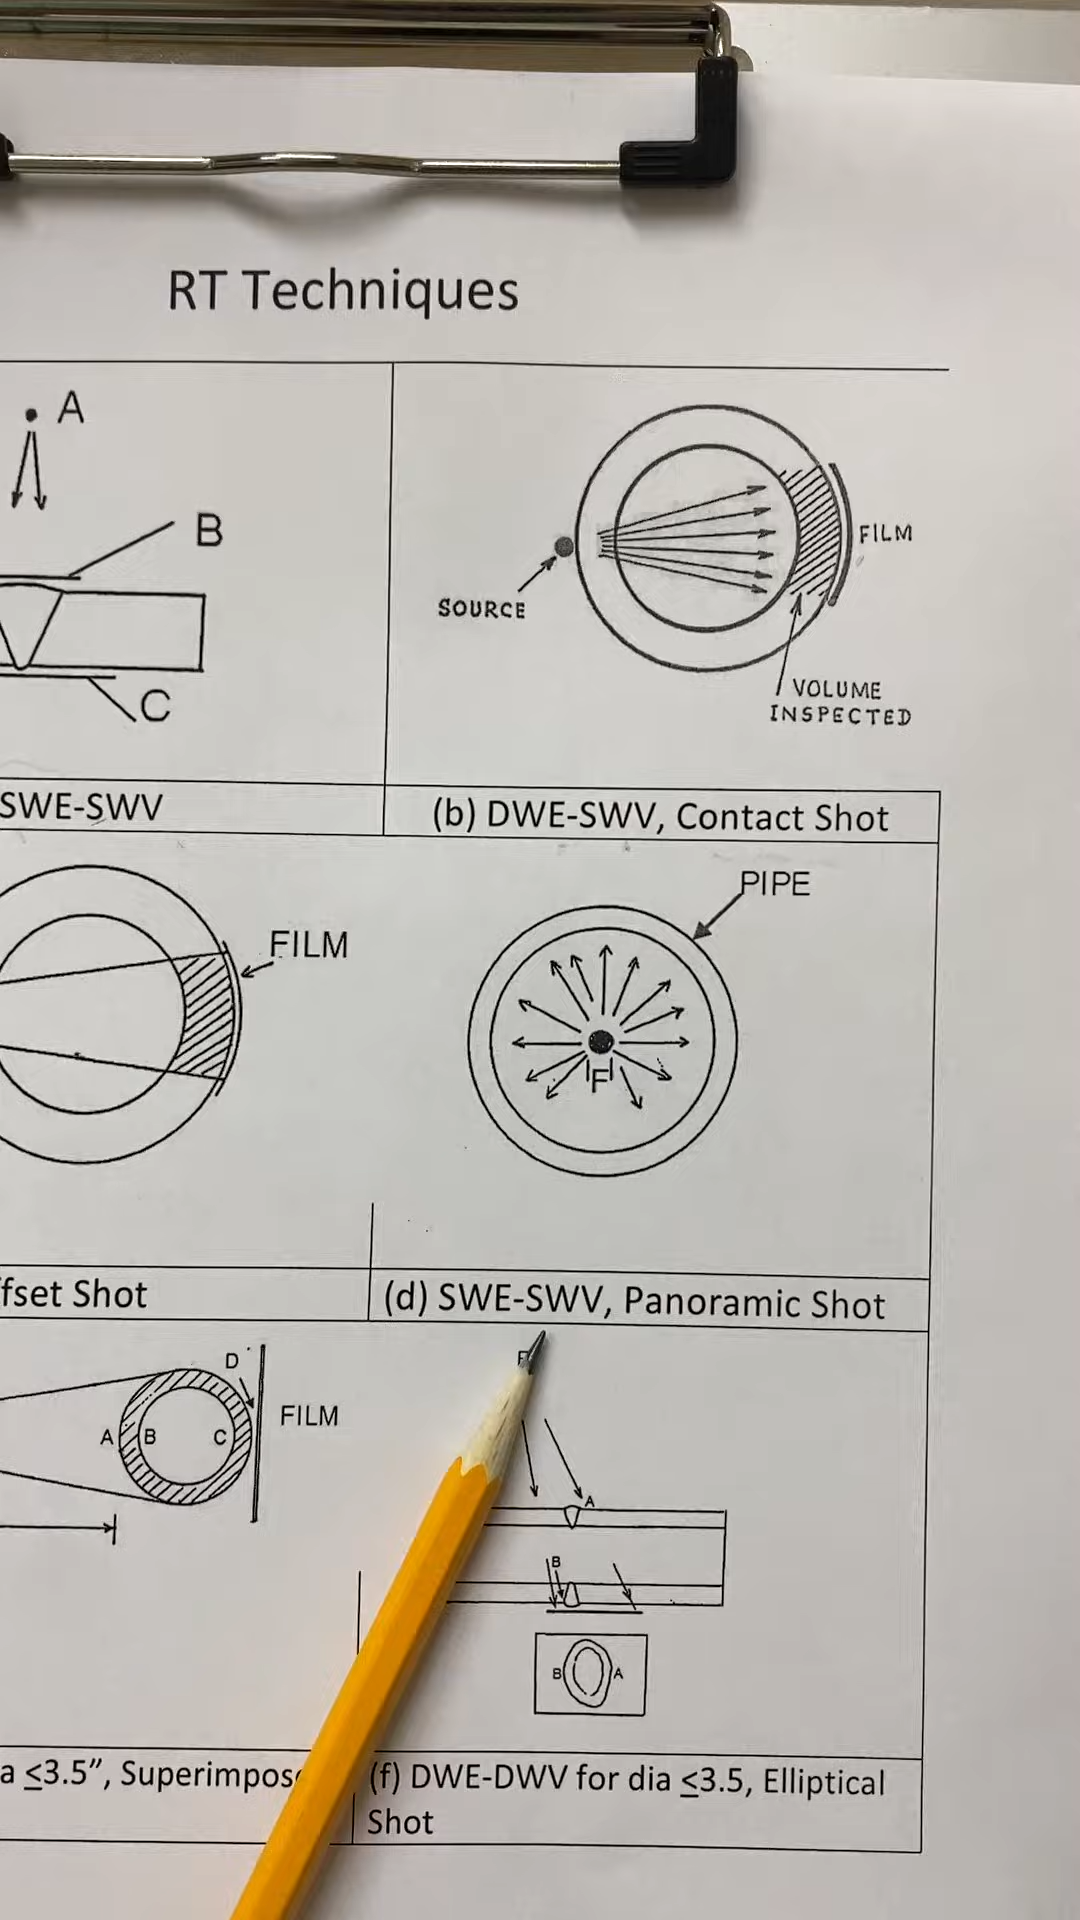 RT Techniques
A
B
C
SOURCE
FILM
VOLUME
INSPECTED
SWE-SWV
(b) DWE-SWV, Contact Shot
FILM
PIPE
F
ffset Shot
(d) SWE-SWV, Panoramic Shot
D
A
B
C
FILM
A
B
B
A
a ≤3.5”, Superimpos
(f) DWE-DWV for dia ≤3.5, Elliptical
Shot